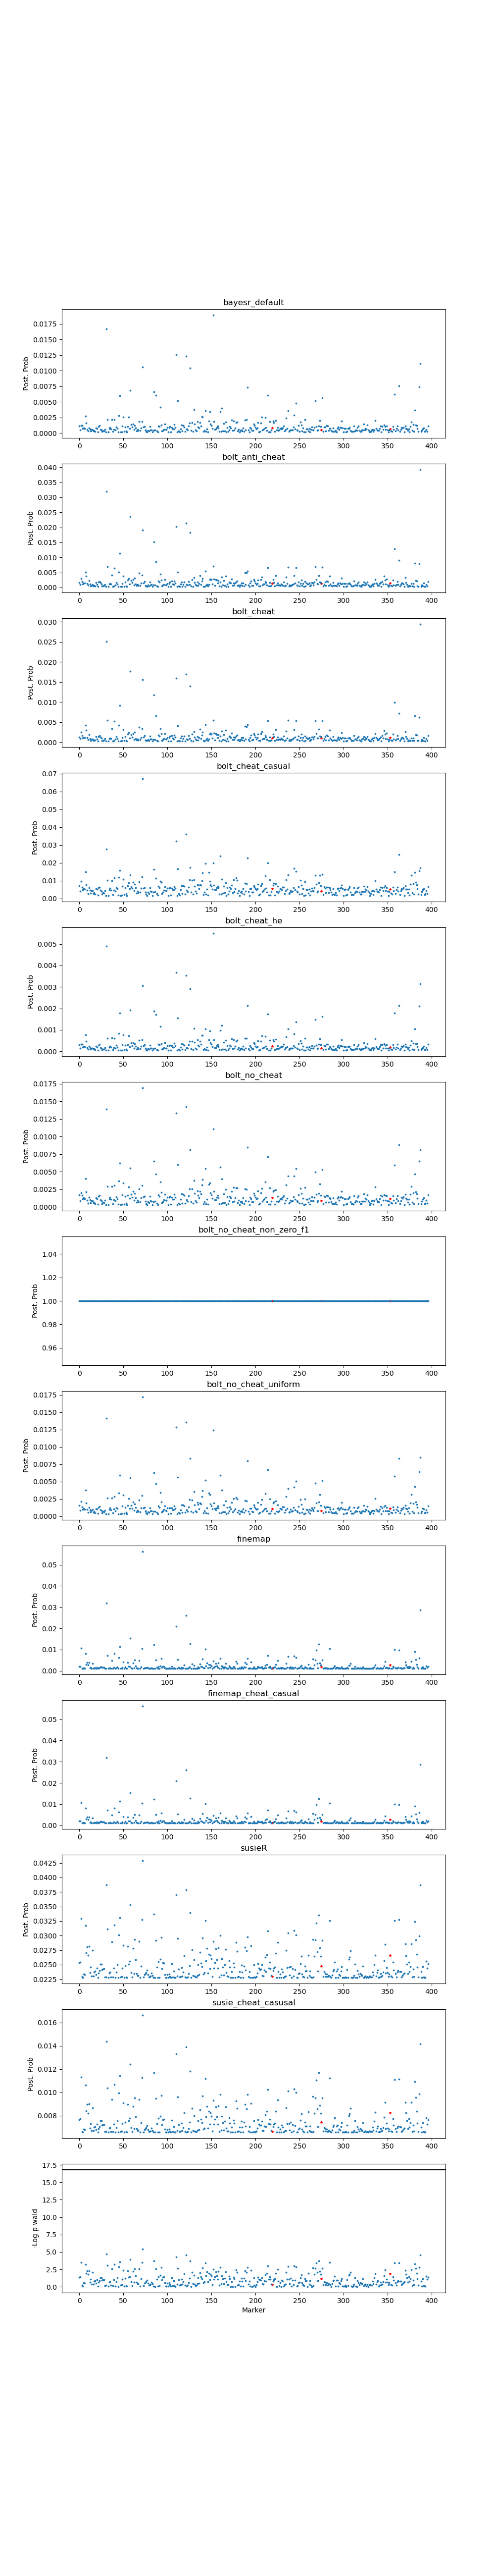 bayesr_default
0.0175
0.0150
0.0125
Post. Prob
0.0100
0.0075
0.0050
0.0025
0.0000
0 50 100 150 200 250 300 350 400
bolt_anti_cheat
0.040
0.035
0.030
0.025
Post. Prob
0.020
0.015
0.010
0.005
0.000
0 50 100 150 200 250 300 350 400
bolt_cheat
0.030
0.025
0.020
Post. Prob
0.015
0.010
0.005
0.000
0 50 100 150 200 250 300 350 400
bolt_cheat_casual
0.07
0.06
0.05
0.04
Post. Prob
0.03
0.02
0.01
0.00
0 50 100 150 200 250 300 350 400
bolt_cheat_he
0.005
0.004
0.003
Post. Prob
0.002
0.001
0.000
0 50 100 150 200 250 300 350 400
bolt_no_cheat
0.0175
0.0150
0.0125
0.0100
Post. Prob
0.0075
0.0050
0.0025
0.0000
0 50 100 150 200 250 300 350 400
bolt_no_cheat_non_zero_f1
1.04
1.02
Post. Prob
1.00
0.98
0.96
0 50 100 150 200 250 300 350 400
bolt_no_cheat_uniform
0.0175
0.0150
0.0125
0.0100
Post. Prob
0.0075
0.0050
0.0025
0.0000
0 50 100 150 200 250 300 350 400
finemap
0.05
0.04
0.03
Post. Prob
0.02
0.01
0.00
0 50 100 150 200 250 300 350 400
finemap_cheat_casual
0.05
0.04
0.03
Post. Prob
0.02
0.01
0.00
0 50 100 150 200 250 300 350 400
susieR
0.0425
0.0400
0.0375
0.0350
0.0325
Post. Prob
0.0300
0.0275
0.0250
0.0225
0 50 100 150 200 250 300 350 400
susie_cheat_casusal
0.016
0.014
0.012
Post. Prob
0.010
0.008
0 50 100 150 200 250 300 350 400
17.5
15.0
12.5
10.0
-Log p wald
7.5
5.0
2.5
0.0
0 50 100 150 200 250 300 350 400
Marker